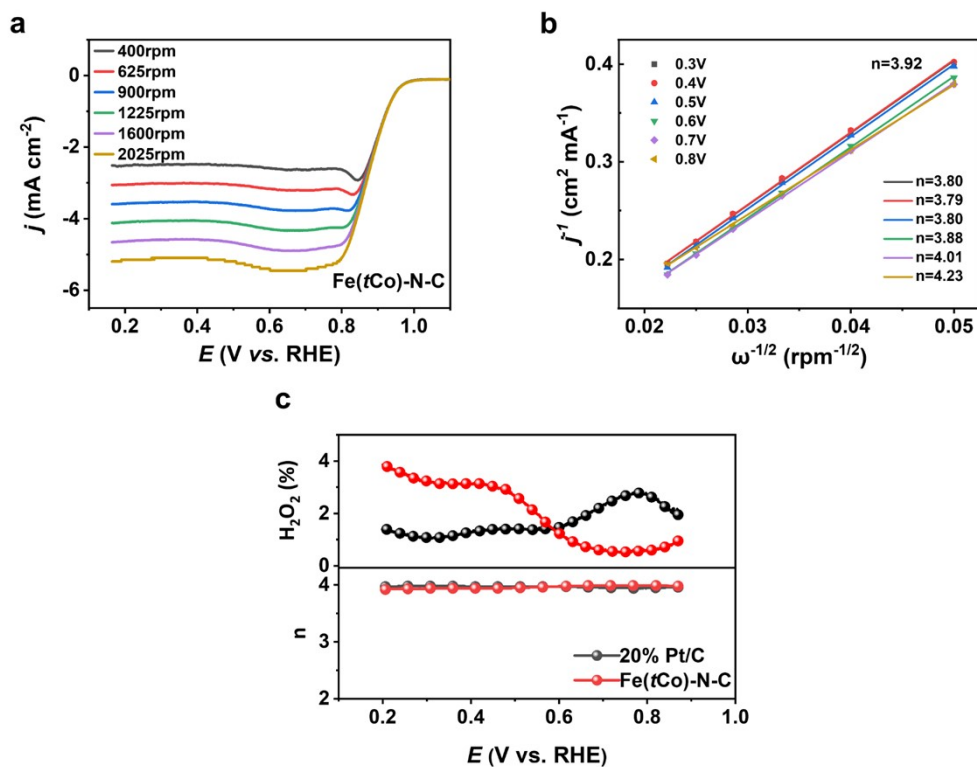 a
400rpm
625rpm
900rpm
1225rpm
1600rpm
2025rpm
0
-2
-4
-6
j (mA cm⁻²)
Fe(tCo)-N-C
0.2 0.4 0.6 0.8 1.0
E (V vs. RHE)
b
0.3V
0.4V
0.5V
0.6V
0.7V
0.8V
n=3.92
n=3.80
n=3.79
n=3.80
n=3.88
n=4.01
n=4.23
0.4
0.3
0.2
j⁻¹ (cm² mA⁻¹)
0.02 0.03 0.04 0.05
ω⁻¹/² (rpm⁻¹/²)
c
4
2
0
H₂O₂ (%)
4
3
2
n
20% Pt/C
Fe(tCo)-N-C
0.2 0.4 0.6 0.8 1.0
E (V vs. RHE)